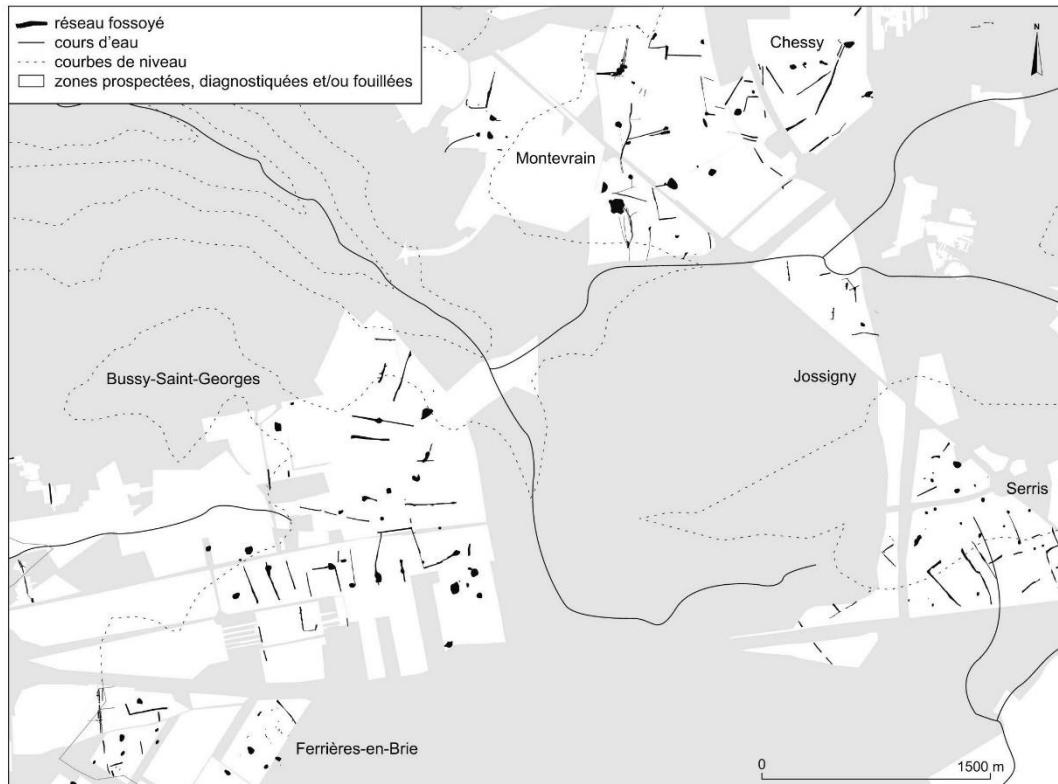 réseau fossoyé
cours d'eau
courbes de niveau
zones prospectées, diagnostiquées et/ou fouillées
Chessy
N
Montevrain
Bussy-Saint-Georges
Jossigny
Serris
Ferrières-en-Brie
0
1500 m